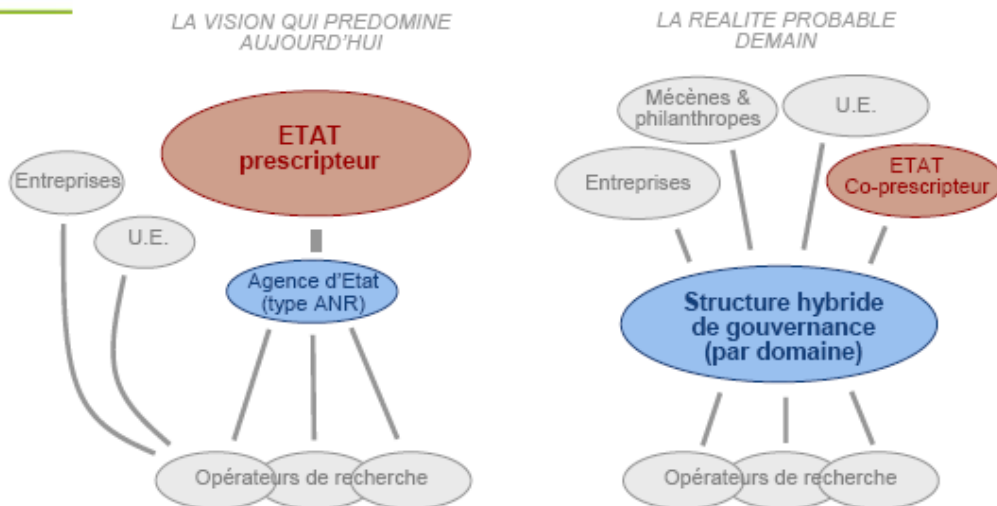 LA VISION QUI PREDOMINE
AUJOURD'HUI
ETAT
prescripteur
Entreprises
U.E.
Agence d'Etat
(type ANR)
Opérateurs de recherche
LA REALITE PROBABLE
DEMAIN
Mécènes &
philanthropes
U.E.
Entreprises
ETAT
Co-prescripteur
Structure hybride
de gouvernance
(par domaine)
Opérateurs de recherche